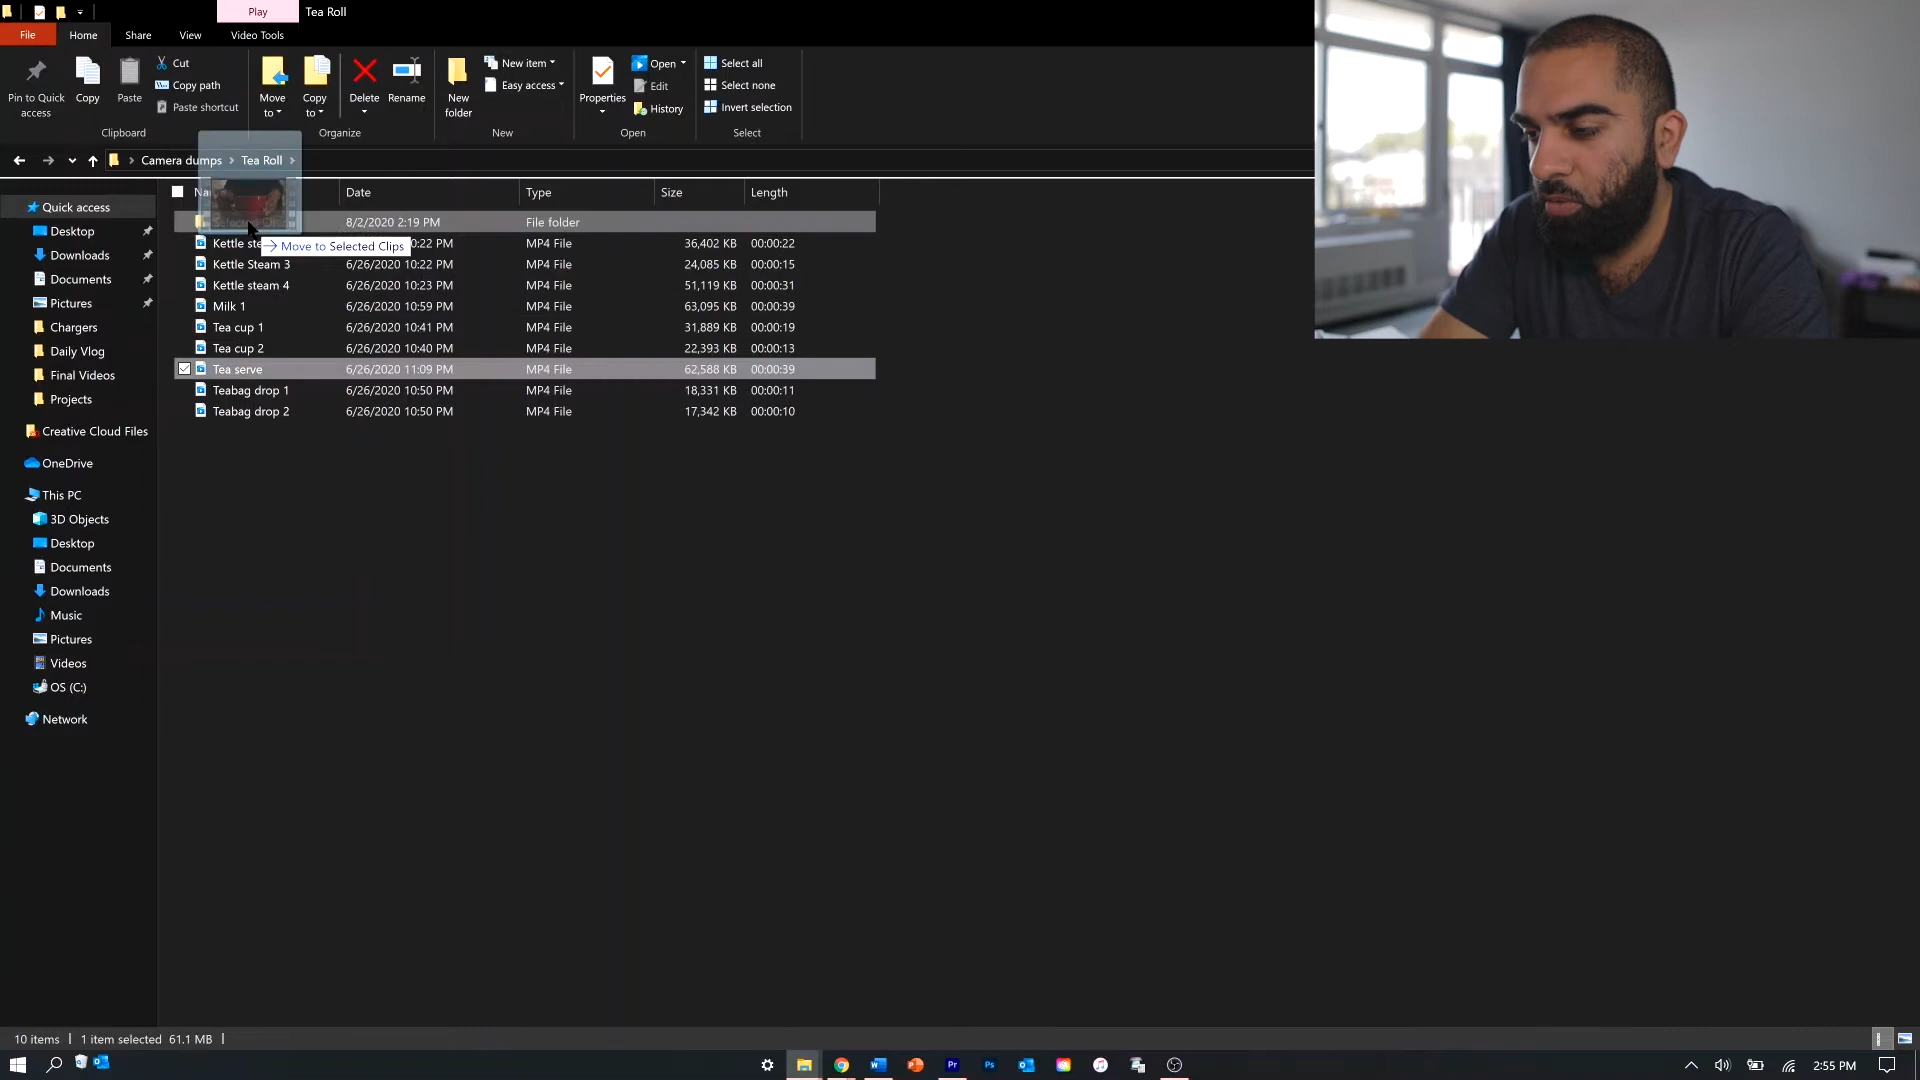 Play
Tea Roll
File
Home
Share
View
Video Tools
Pin to Quick access
Copy
Paste
Cut
Copy path
Paste shortcut
Move to
Copy to
Delete
Rename
New folder
New item
Easy access
Properties
Open
Edit
History
Select all
Select none
Invert selection
Clipboard
Organize
New
Open
Select
Camera dumps
Tea Roll
Date
Type
Size
Length
8/2/2020 2:19 PM File folder
Move to Selected Clips
Kettle 0:22 PM MP4 File 36,402 KB 00:00:22
Kettle Steam 3 6/26/2020 10:22 PM MP4 File 24,085 KB 00:00:15
Kettle steam 4 6/26/2020 10:23 PM MP4 File 51,119 KB 00:00:31
Milk 1 6/26/2020 10:59 PM MP4 File 63,095 KB 00:00:39
Tea cup 1 6/26/2020 10:41 PM MP4 File 31,889 KB 00:00:19
Tea cup 2 6/26/2020 10:40 PM MP4 File 22,393 KB 00:00:13
Tea serve 6/26/2020 11:09 PM MP4 File 62,588 KB 00:00:39
Teabag drop 1 6/26/2020 10:50 PM MP4 File 18,331 KB 00:00:11
Teabag drop 2 6/26/2020 10:50 PM MP4 File 17,342 KB 00:00:10
Quick access
Desktop
Downloads
Documents
Pictures
Chargers
Daily Vlog
Final Videos
Projects
Creative Cloud Files
OneDrive
This PC
3D Objects
Desktop
Documents
Downloads
Music
Pictures
Videos
OS (C:)
Network
10 items
1 item selected 61.1 MB
Pr
Ps
2:55 PM